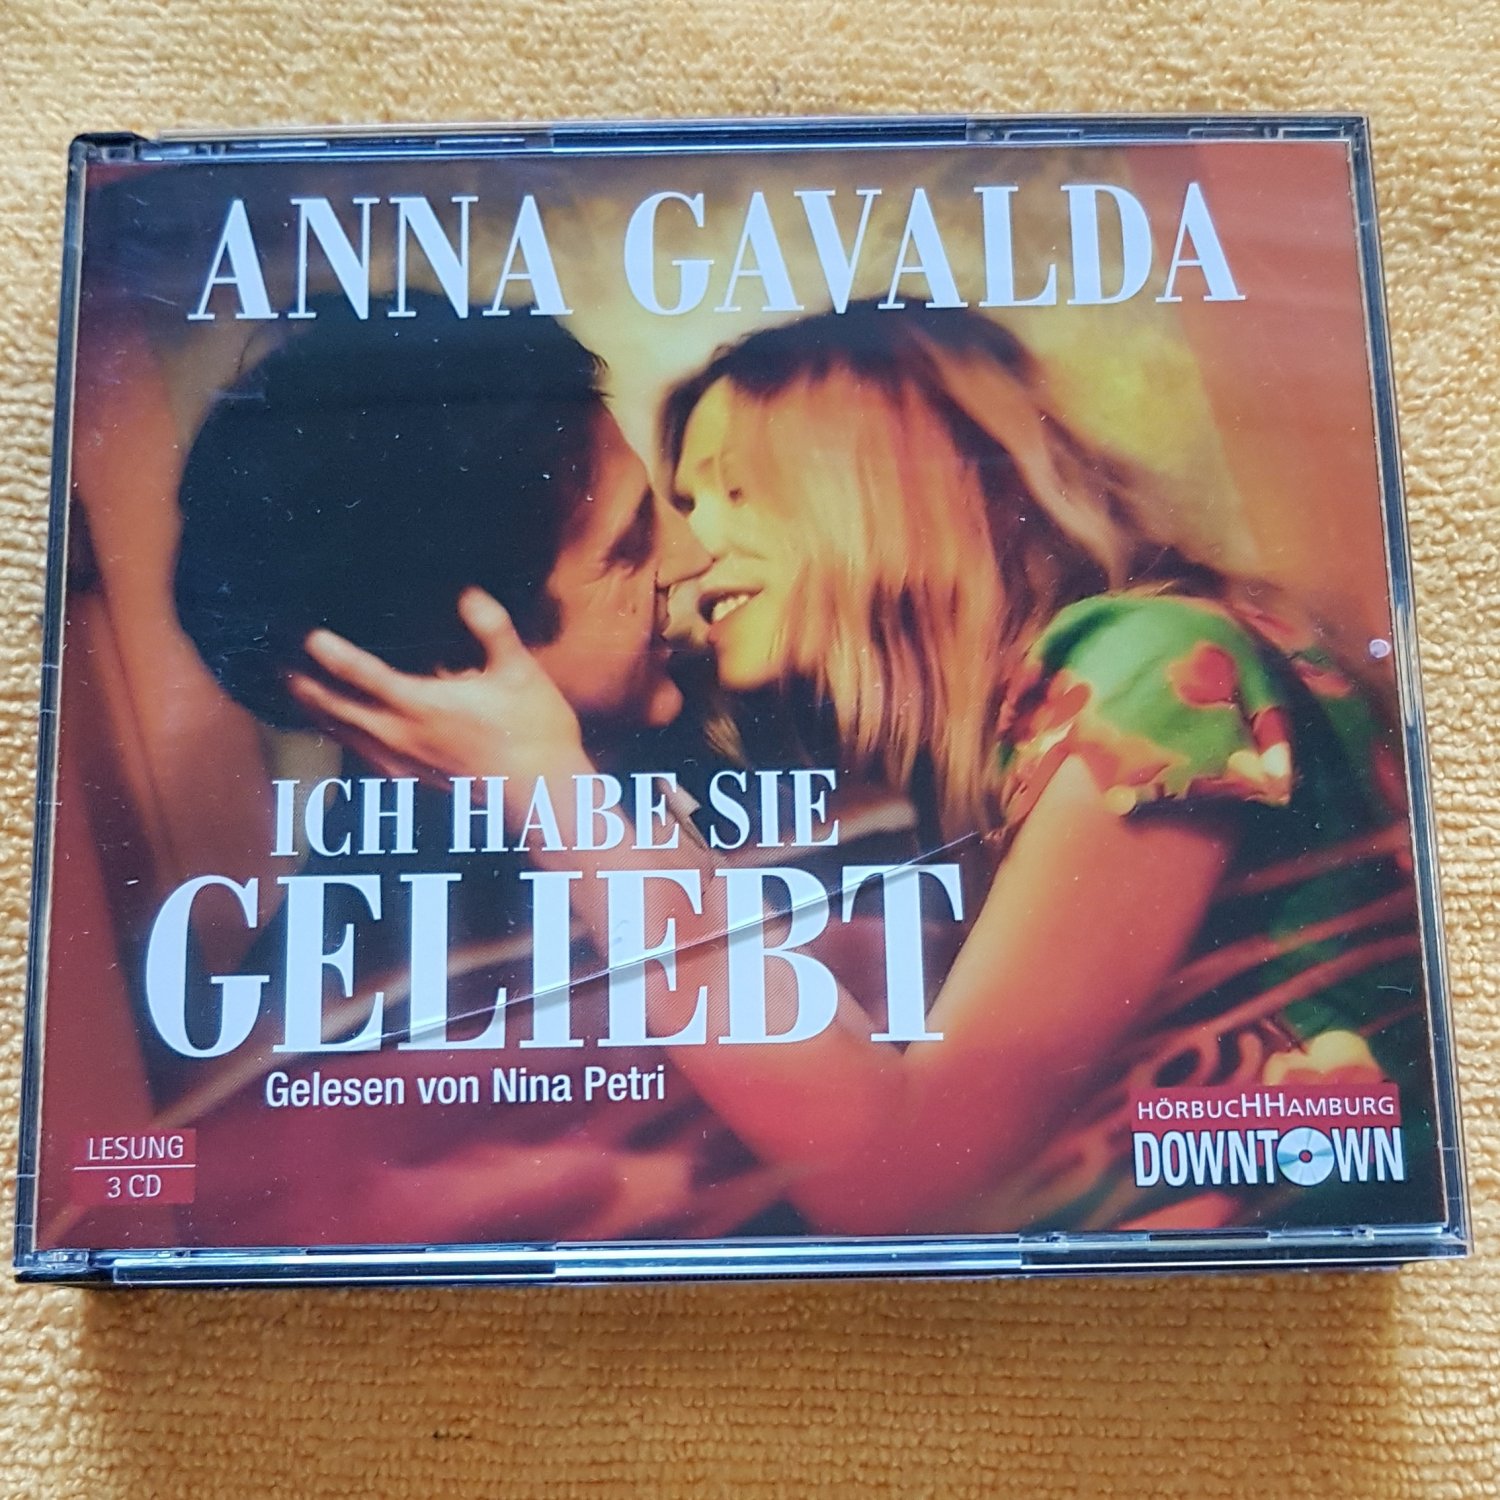 ANNA GAVALDA
ICH HABE SIE
GELIEBT
Gelesen von Nina Petri
LESUNG
3 CD
HÖRBUCHHAMBURG
DOWNTOWN